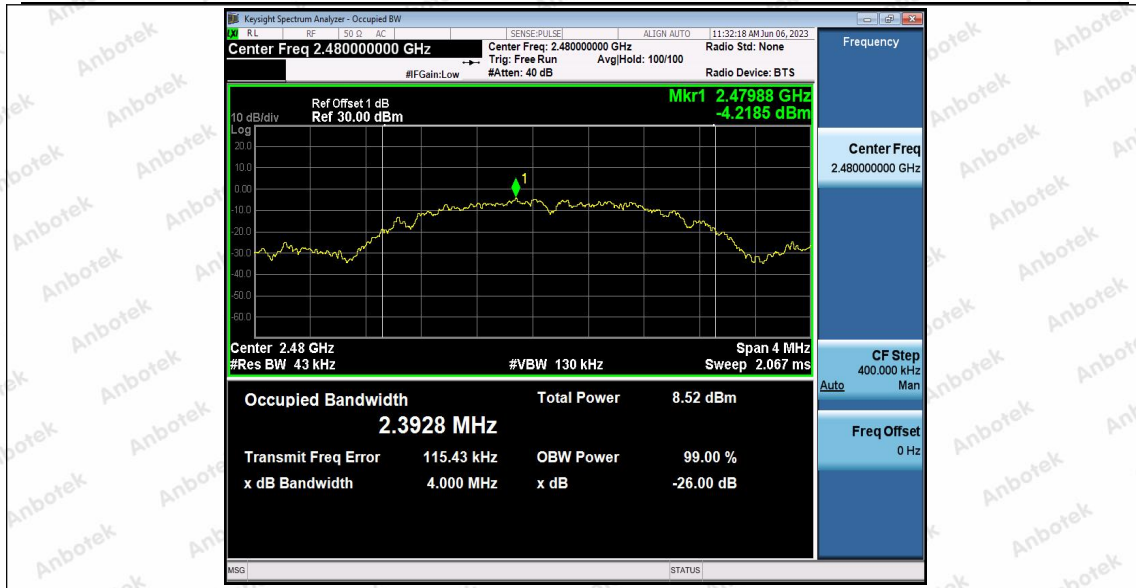 Keysight Spectrum Analyzer - Occupied BW
LXI RL RF 50 Ω AC SENSE:PULSE ALIGN AUTO 11:32:18 AM Jun 06, 2023
Center Freq 2.480000000 GHz
Center Freq: 2.480000000 GHz
Radio Std: None
Trig: Free Run
Avg|Hold: 100/100
#IFGain:Low
#Atten: 40 dB
Radio Device: BTS
Frequency
Ref Offset 1 dB
Mkr1 2.47988 GHz
10 dB/div
Ref 30.00 dBm
-4.2185 dBm
Log
20.0
10.0
0.00
-10.0
-20.0
-30.0
-40.0
-50.0
-60.0
1
Center Freq
2.480000000 GHz
Center 2.48 GHz
Span 4 MHz
#Res BW 43 kHz
#VBW 130 kHz
Sweep 2.067 ms
CF Step
400.000 kHz
Auto Man
Occupied Bandwidth
Total Power 8.52 dBm
2.3928 MHz
Transmit Freq Error 115.43 kHz OBW Power 99.00 %
x dB Bandwidth 4.000 MHz x dB -26.00 dB
Freq Offset
0 Hz
MSG
STATUS
Anbotek